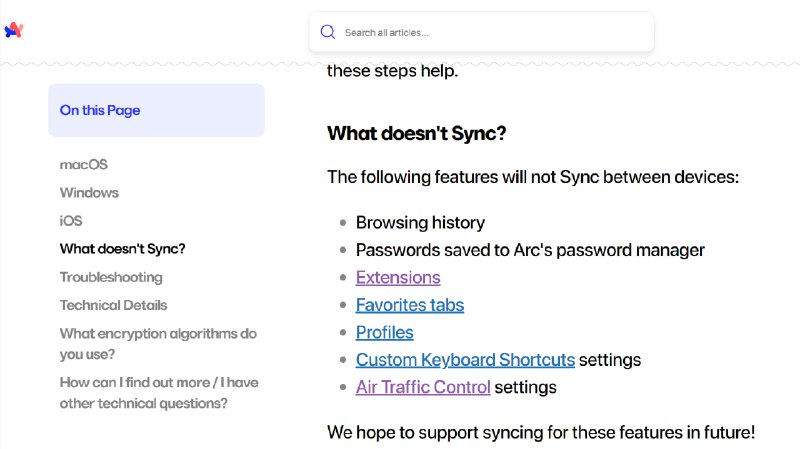 Search all articles...
these steps help.
On this Page
macOS
Windows
iOS
What doesn't Sync?
Troubleshooting
Technical Details
What encryption algorithms do
you use?
How can I find out more / I have
other technical questions?
What doesn't Sync?
The following features will not Sync between devices:
Browsing history
Passwords saved to Arc's password manager
Extensions
Favorites tabs
Profiles
Custom Keyboard Shortcuts settings
Air Traffic Control settings
We hope to support syncing for these features in future!